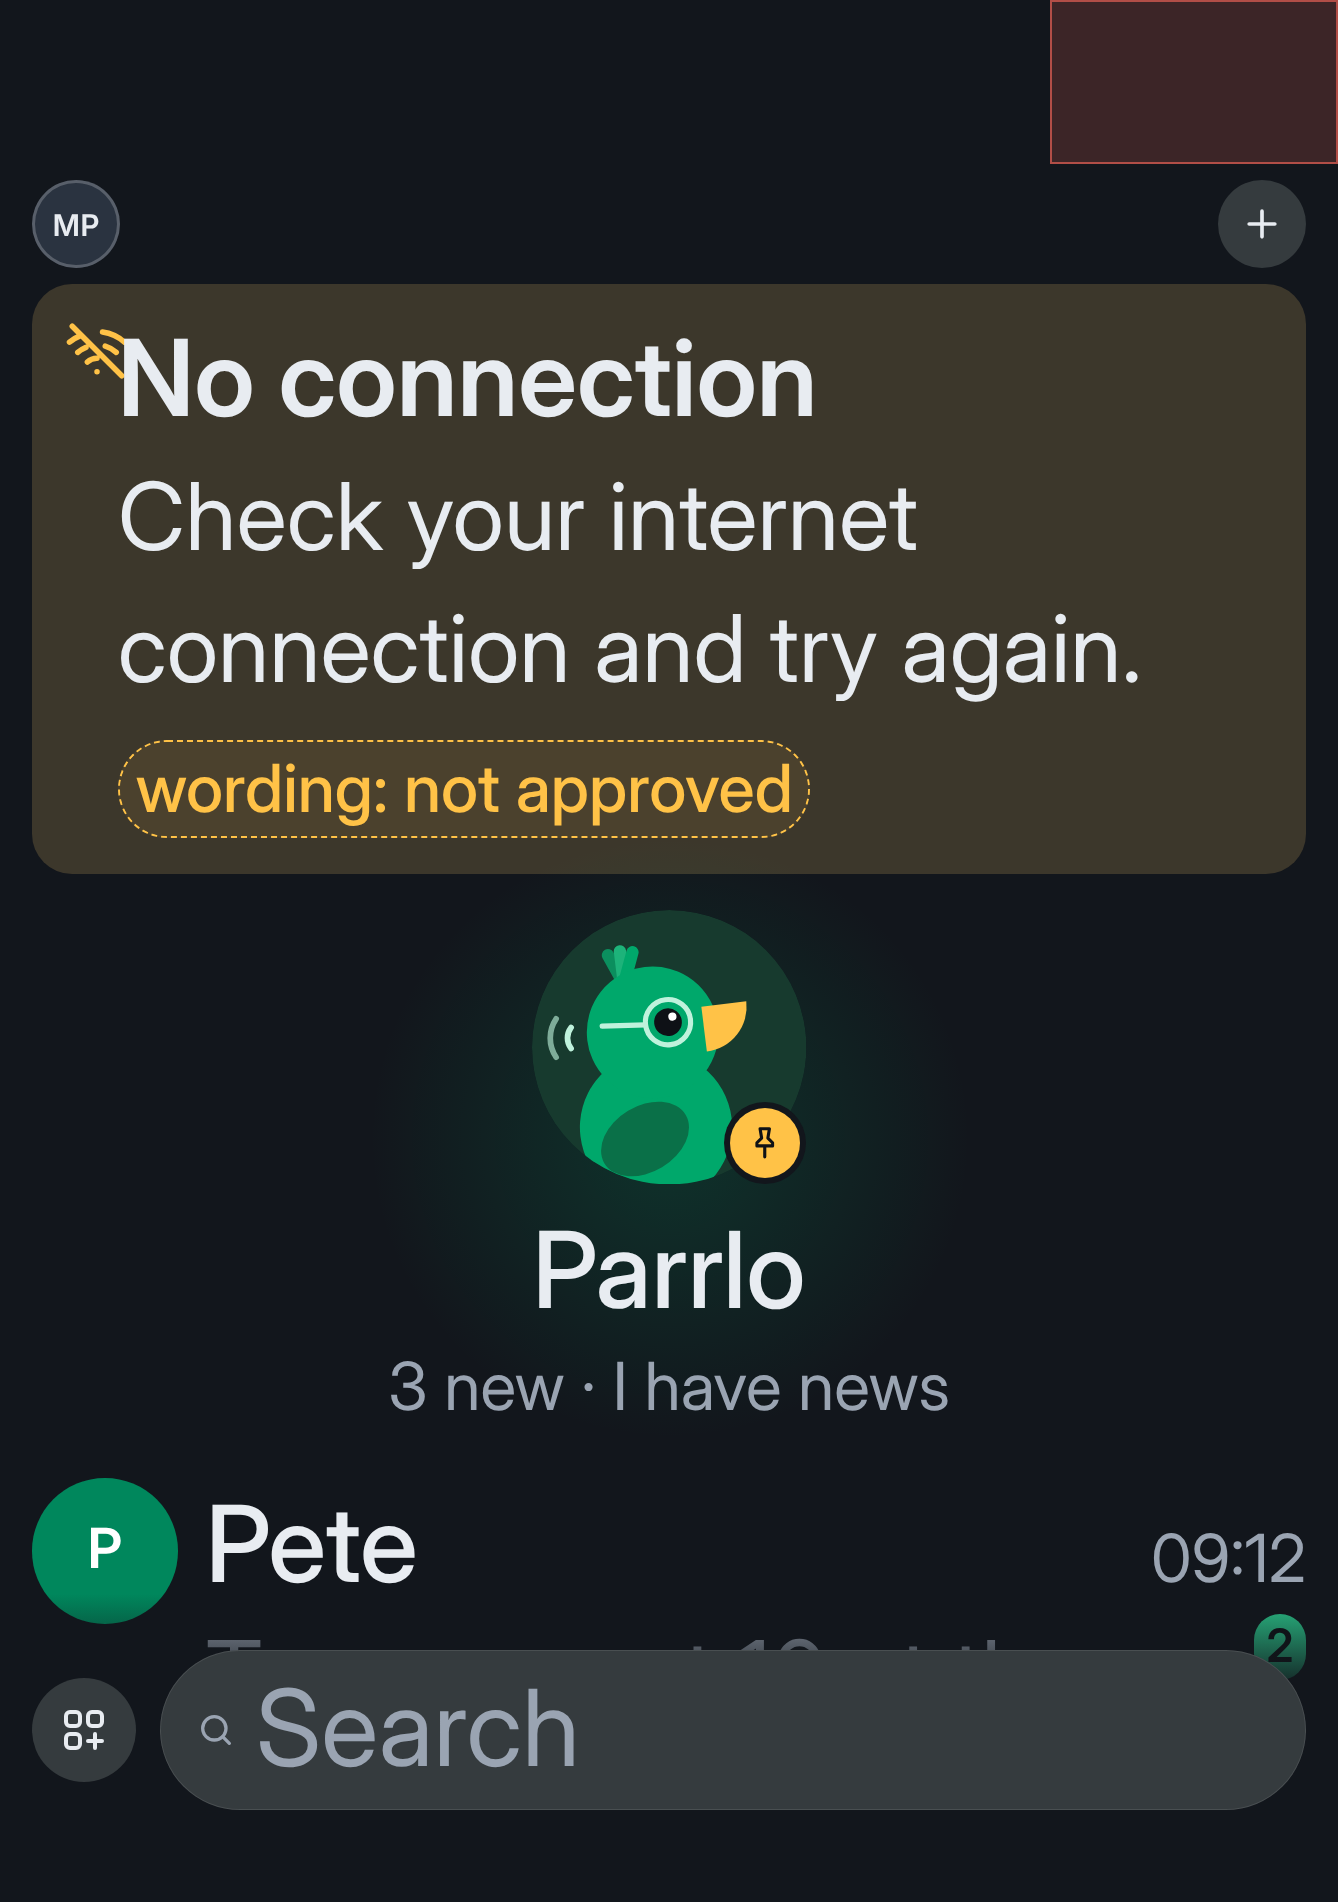 MP
No connection
Check your internet
connection and try again.
wording: not approved
Parrlo
3 new · I have news
P
Pete
09:12
2
Search